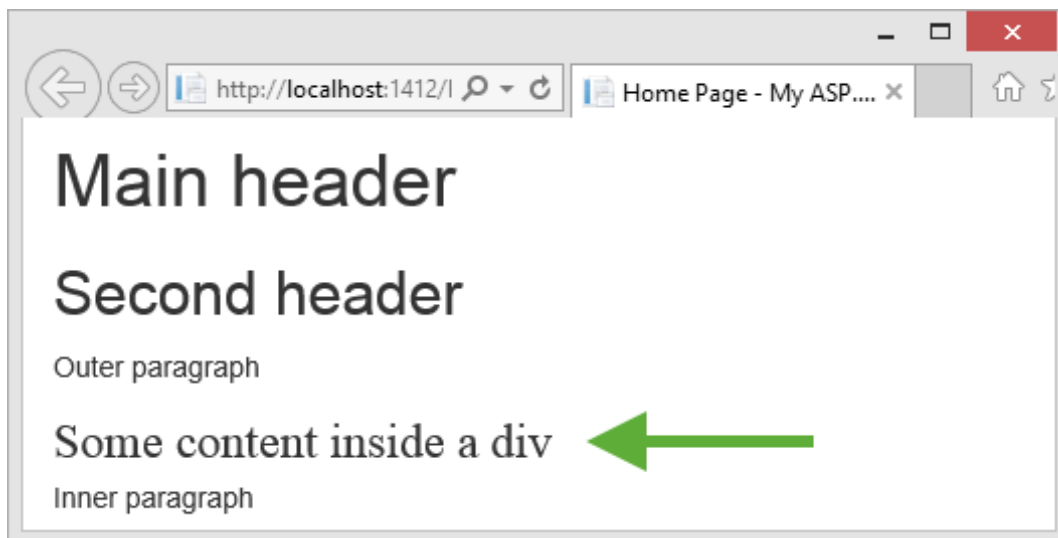 http://localhost:1412/l
Home Page - My ASP....
Main header
Second header
Outer paragraph
Some content inside a div
Inner paragraph